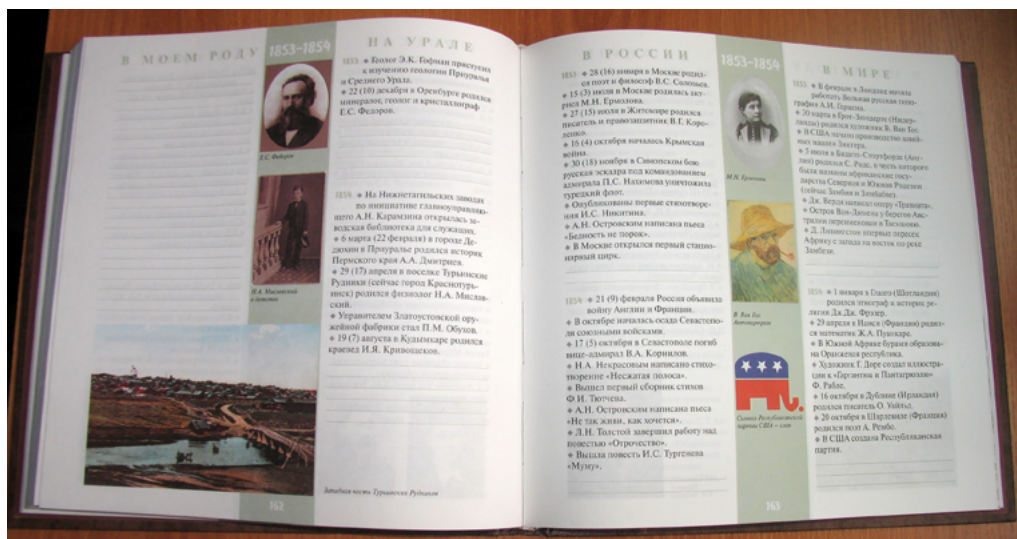 В МОЕМ РОДУ
1853–1854
НА УРАЛЕ
1853 ◆ Геолог Э.К. Гофман приступил
к изучению геологии Приуралья
и Среднего Урала.
◆ 22 (10) декабря в Оренбурге родился
минералог, геолог и кристаллограф
Е.С. Федоров.
Е.С. Федоров
1854 ◆ На Нижнетагильских заводах
по инициативе главноуправляю-
щего А.Н. Карамзина открылась за-
водская библиотека для служащих.
◆ 6 марта (22 февраля) в городе Де-
дюхин в Приуралье родился историк
Пермского края А.А. Дмитриев.
◆ 29 (17) апреля в поселке Турьинские
Рудники (сейчас город Краснотурь-
инск) родился физиолог Н.А. Мислав-
ский.
◆ Управителем Златоустовской ору-
жейной фабрики стал П.М. Обухов.
◆ 19 (7) августа в Кудымкаре родился
краевед И.Я. Кривощеков.
Н.А. Миславский
в детстве
Западная часть Турьинских Рудников
162
В РОССИИ
1853–1854
В МИРЕ
1853 ◆ 28 (16) января в Москве родил-
ся поэт и философ В.С. Соловьев.
◆ 15 (3) июля в Москве родилась акт-
риса М.Н. Ермолова.
◆ 27 (15) июля в Житомире родился
писатель и правозащитник В.Г. Коро-
ленко.
◆ 16 (4) октября началась Крымская
война.
◆ 30 (18) ноября в Синопском бою
русская эскадра под командованием
адмирала П.С. Нахимова уничтожила
турецкий флот.
◆ Опубликованы первые стихотворе-
ния И.С. Никитина.
◆ А.Н. Островским написана пьеса
«Бедность не порок».
◆ В Москве открылся первый стацио-
нарный цирк.
1854 ◆ 21 (9) февраля Россия объявила
войну Англии и Франции.
◆ В октябре началась осада Севастопо-
ля союзными войсками.
◆ 17 (5) октября в Севастополе погиб
вице-адмирал В.А. Корнилов.
◆ Н.А. Некрасовым написано стихо-
творение «Несжатая полоса».
◆ Вышел первый сборник стихов
Ф.И. Тютчева.
◆ А.Н. Островским написана пьеса
«Не так живи, как хочется».
◆ Л.Н. Толстой завершил работу над
повестью «Отрочество».
◆ Вышла повесть И.С. Тургенева
«Муму».
М.Н. Ермолова
В. Ван Гог.
Автопортрет
Символ Республиканской
партии США – слон
1853 ◆ В феврале в Лондоне начала
работать Вольная русская типо-
графия А.И. Герцена.
◆ 30 марта в Грот-Зюндерте (Нидер-
ланды) родился художник В. Ван Гог.
◆ В США начато производство швей-
ных машин Зингера.
◆ 5 июля в Бишопс-Стортфорде (Анг-
лия) родился С. Родс, в честь которого
были названы африканские госу-
дарства Северная и Южная Родезия
(сейчас Замбия и Зимбабве).
◆ Дж. Верди написал оперу «Травиата».
◆ Остров Ван-Димена у берегов Авс-
тралии переименован в Тасманию.
◆ Д. Ливингстон впервые пересек
Африку с запада на восток по реке
Замбези.
1854 ◆ 1 января в Глазго (Шотландия)
родился этнограф и историк ре-
лигии Дж.Дж. Фрэзер.
◆ 29 апреля в Нанси (Франция) родил-
ся математик Ж.А. Пуанкаре.
◆ В Южной Африке бурами образова-
на Оранжевая республика.
◆ Художник Г. Доре создал иллюстра-
ции к «Гаргантюа и Пантагрюэлю»
Ф. Рабле.
◆ 16 октября в Дублине (Ирландия)
родился писатель О. Уайльд.
◆ 20 октября в Шарлевиле (Франция)
родился поэт А. Рембо.
◆ В США создана Республиканская
партия.
163